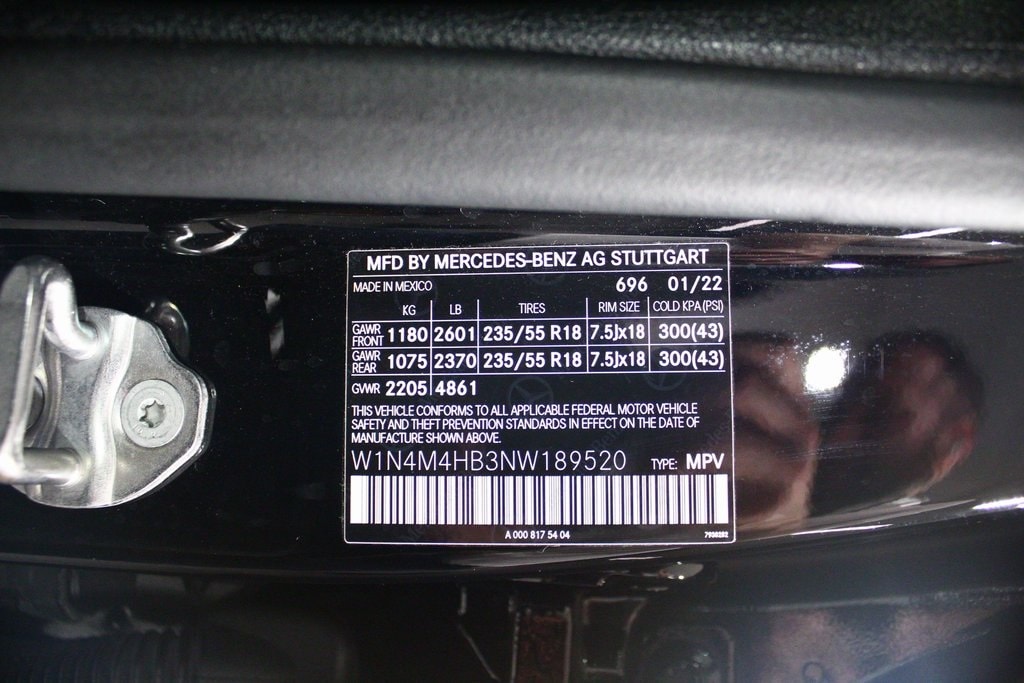 MFD BY MERCEDES-BENZ AG STUTTGART
MADE IN MEXICO 696 01/22
KG LB TIRES RIM SIZE COLD KPA(PSI)
GAWR FRONT 1180 2601 235/55 R18 7.5Jx18 300(43)
GAWR REAR 1075 2370 235/55 R18 7.5Jx18 300(43)
GVWR 2205 4861
THIS VEHICLE CONFORMS TO ALL APPLICABLE FEDERAL MOTOR VEHICLE
SAFETY AND THEFT PREVENTION STANDARDS IN EFFECT ON THE DATE OF
MANUFACTURE SHOWN ABOVE.
W1N4M4HB3NW189520 TYPE: MPV
A 000 817 54 04